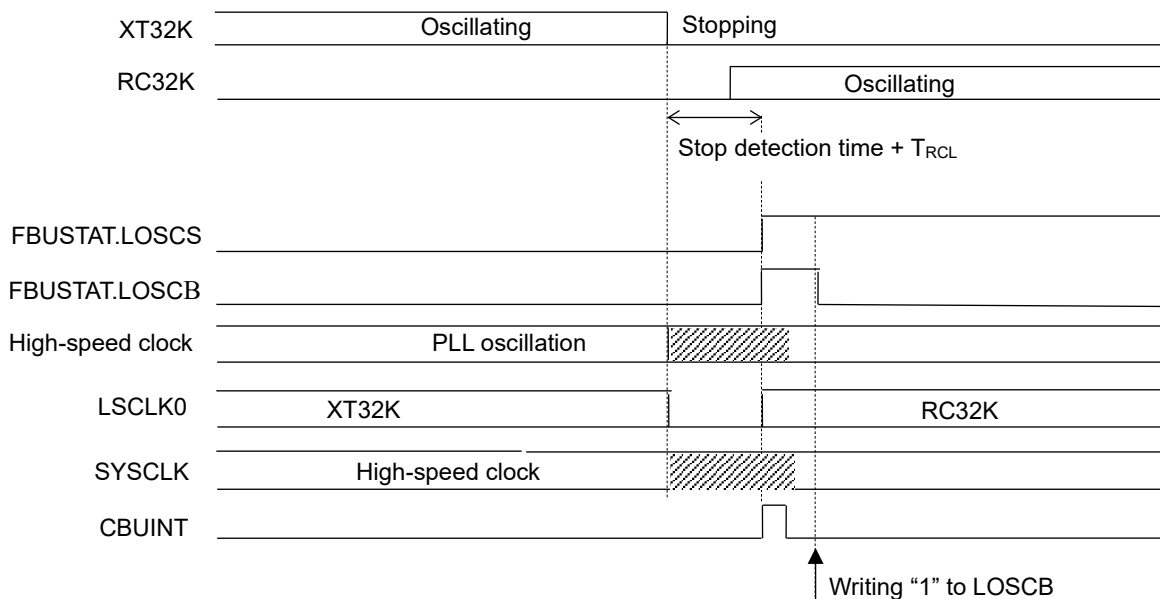 XT32K Oscillating Stopping
RC32K Oscillating
Stop detection time + TRCL
FBUSTAT.LOSCS
FBUSTAT.LOSCB
High-speed clock PLL oscillation
LSCLK0 XT32K RC32K
SYSCLK High-speed clock
CBUINT
Writing “1” to LOSCB